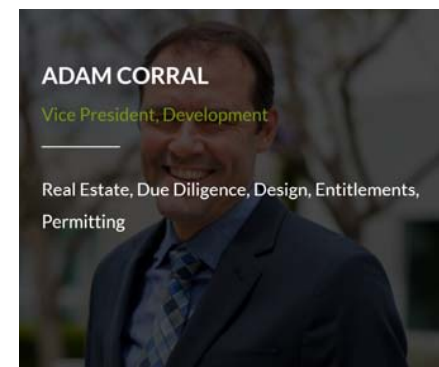 ADAM CORRAL
Vice President, Development
Real Estate, Due Diligence, Design, Entitlements,
Permitting